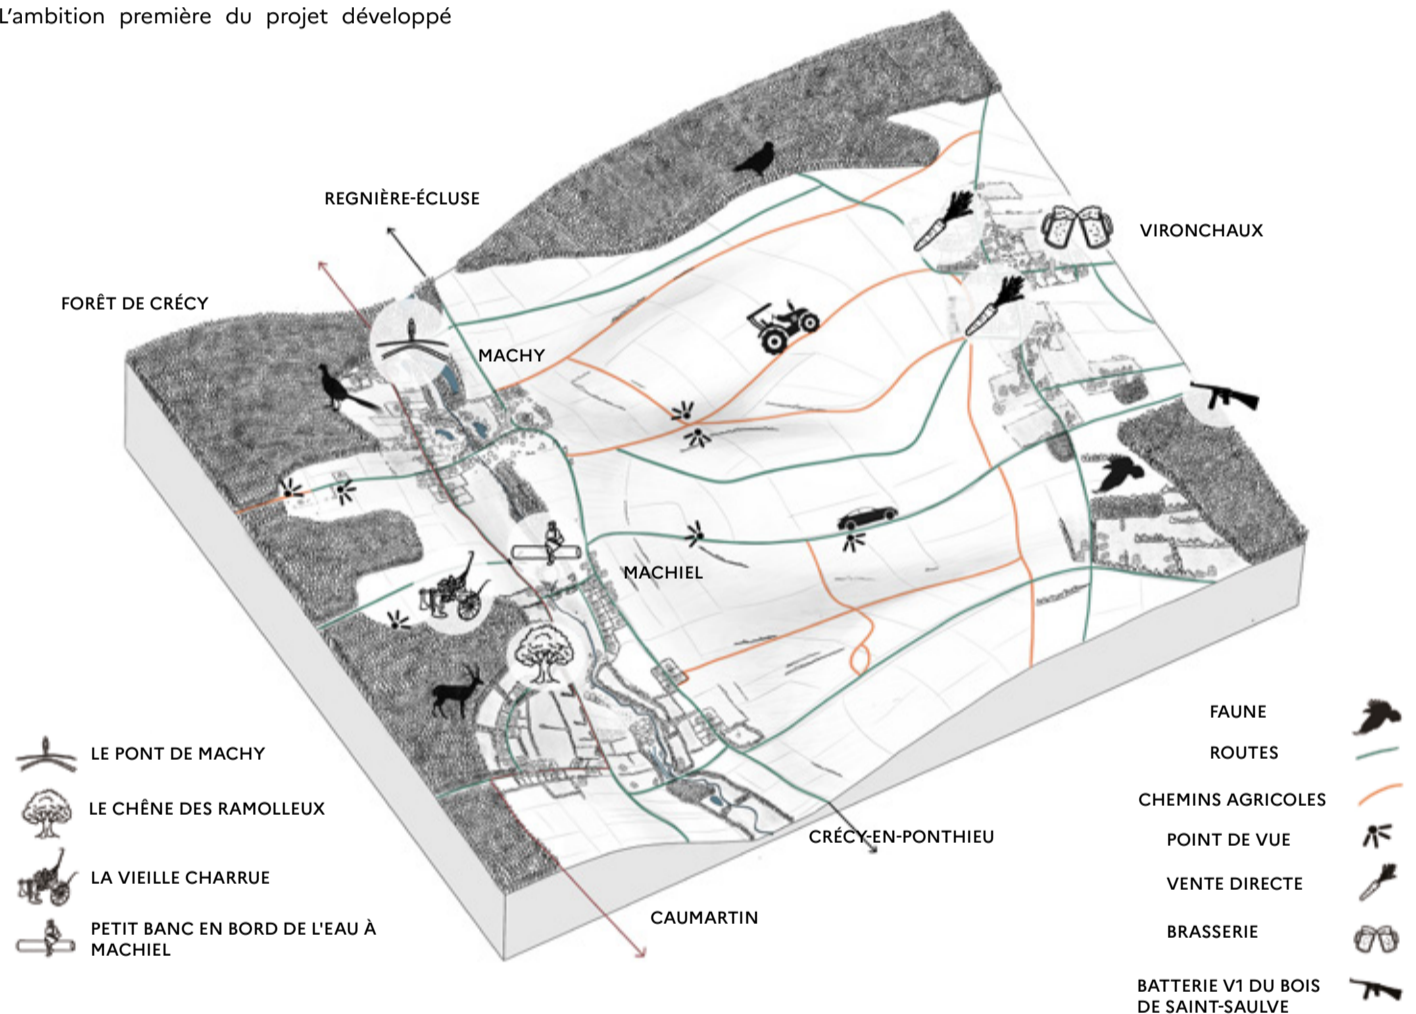 L’ambition première du projet développé
REGNIÈRE-ÉCLUSE
VIRONCHAUX
FORÊT DE CRÉCY
MACHY
MACHIEL
CRÉCY-EN-PONTHIEU
CAUMARTIN
LE PONT DE MACHY
LE CHÊNE DES RAMOLLEUX
LA VIEILLE CHARRUE
PETIT BANC EN BORD DE L'EAU À
MACHIEL
FAUNE
ROUTES
CHEMINS AGRICOLES
POINT DE VUE
VENTE DIRECTE
BRASSERIE
BATTERIE V1 DU BOIS
DE SAINT-SAULVE